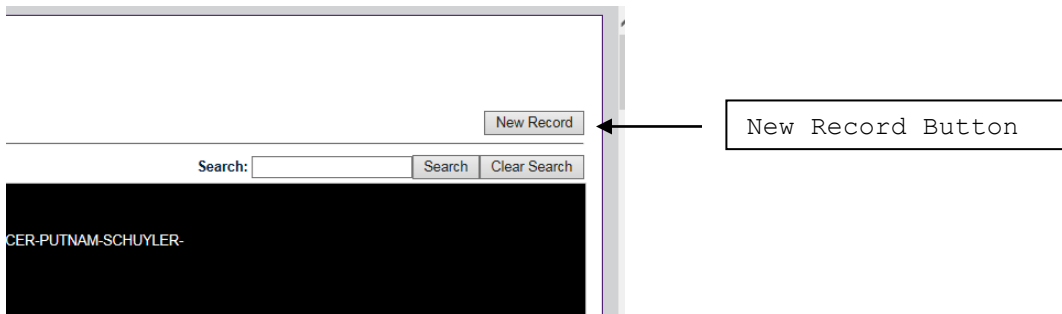 New Record
New Record Button
Search: Search Clear Search
CER-PUTNAM-SCHUYLER-